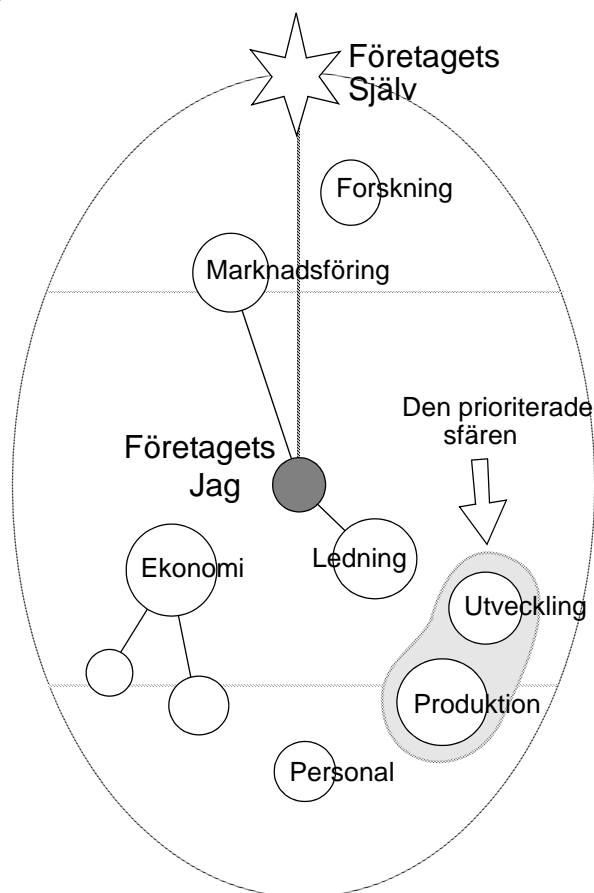 Företagets
Själv
Forskning
Marknadsföring
Den prioriterade
sfären
Företagets
Jag
Ekonomi
Ledning
Utveckling
Produktion
Personal